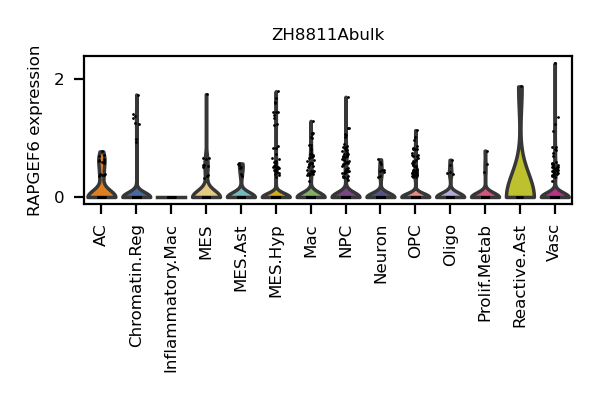 ZH8811Abulk
RAPGEF6 expression
2
0
AC
Chromatin.Reg
Inflammatory.Mac
MES
MES.Ast
MES.Hyp
Mac
NPC
Neuron
OPC
Oligo
Prolif.Metab
Reactive.Ast
Vasc